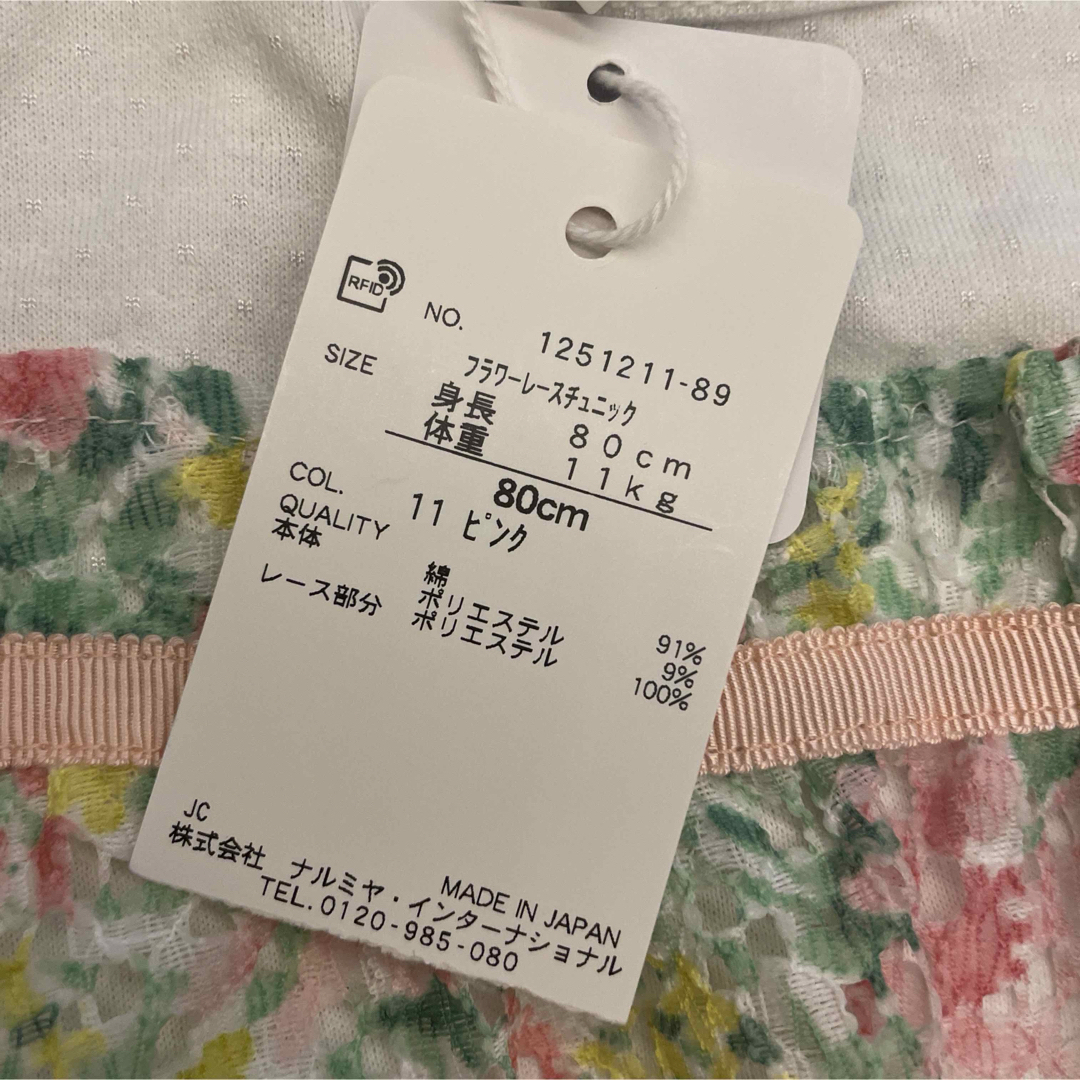 RFID
NO. 1251211-89
フラワーレースチュニック
SIZE 身長 80cm
体重 11kg
80cm
COL. 11 ピンク
QUALITY
本体 綿 91%
ポリエステル 9%
レース部分 ポリエステル 100%
JC MADE IN JAPAN
株式会社 ナルミヤ・インターナショナル
TEL.0120-985-080